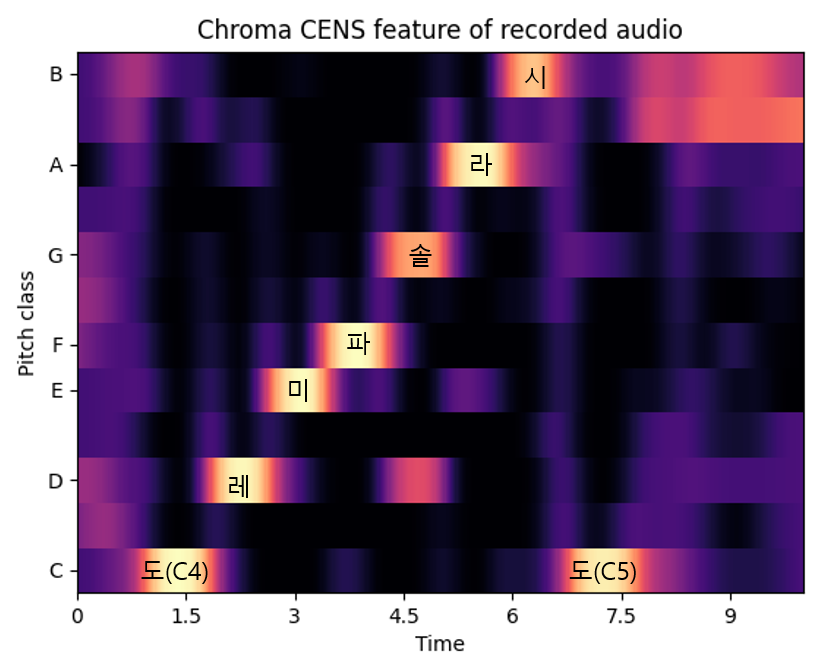 Chroma CENS feature of recorded audio
B
시
A
라
G
솔
Pitch class
F
파
E
미
D
레
C
도(C4)
도(C5)
0 1.5 3 4.5 6 7.5 9
Time